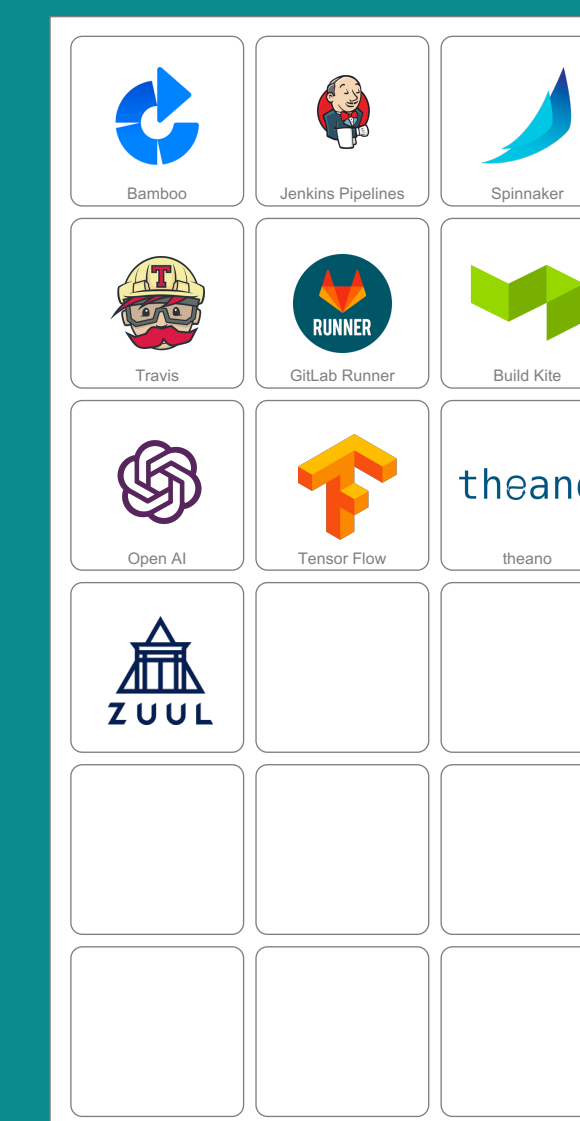 Bamboo
Jenkins Pipelines
Spinnaker
T
RUNNER
Travis
GitLab Runner
Build Kite
theano
Open AI
Tensor Flow
theano
ZUUL